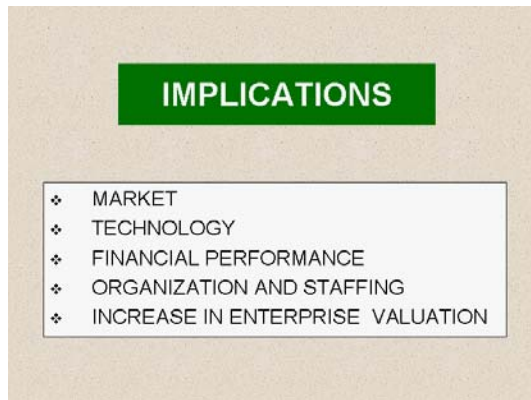 IMPLICATIONS
❖ MARKET
❖ TECHNOLOGY
❖ FINANCIAL PERFORMANCE
❖ ORGANIZATION AND STAFFING
❖ INCREASE IN ENTERPRISE VALUATION